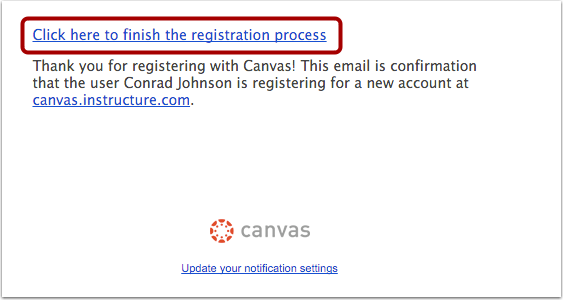 Click here to finish the registration process
Thank you for registering with Canvas! This email is confirmation
that the user Conrad Johnson is registering for a new account at
canvas.instructure.com.
canvas
Update your notification settings